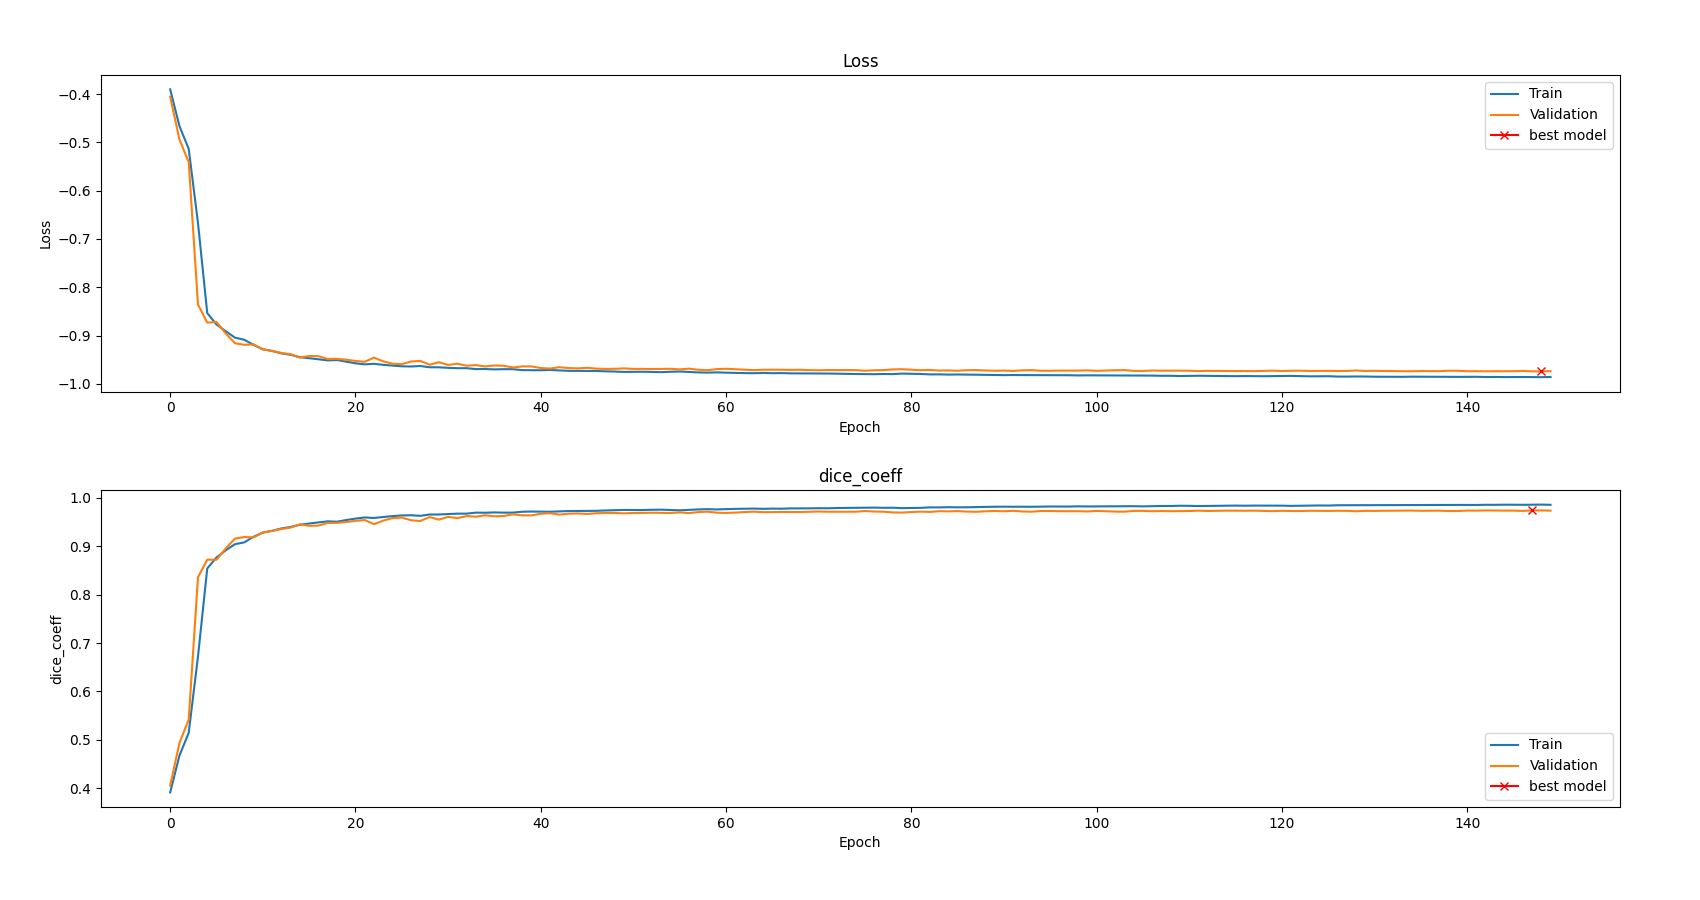 Loss
−0.4
−0.5
−0.6
−0.7
−0.8
−0.9
−1.0
Loss
Train
Validation
best model
0 20 40 60 80 100 120 140
Epoch
dice_coeff
1.0
0.9
0.8
0.7
0.6
0.5
0.4
dice_coeff
Train
Validation
best model
0 20 40 60 80 100 120 140
Epoch